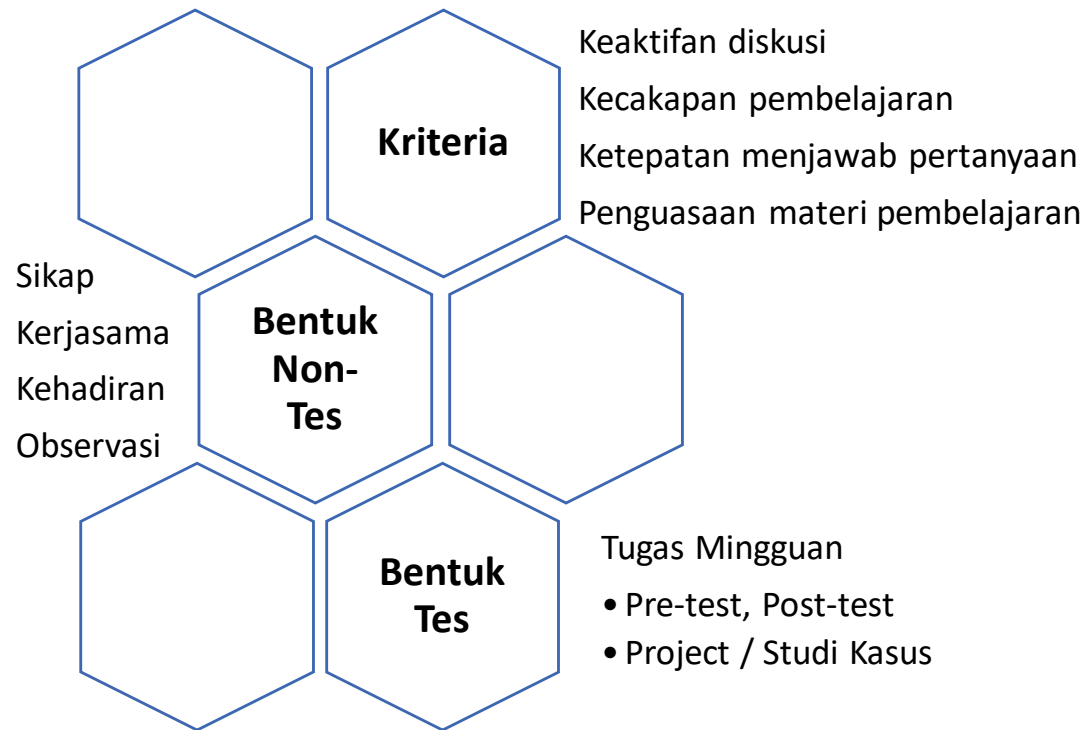 Kriteria
Keaktifan diskusi
Kecakapan pembelajaran
Ketepatan menjawab pertanyaan
Penguasaan materi pembelajaran
Bentuk
Non-
Tes
Sikap
Kerjasama
Kehadiran
Observasi
Bentuk
Tes
Tugas Mingguan
• Pre-test, Post-test
• Project / Studi Kasus